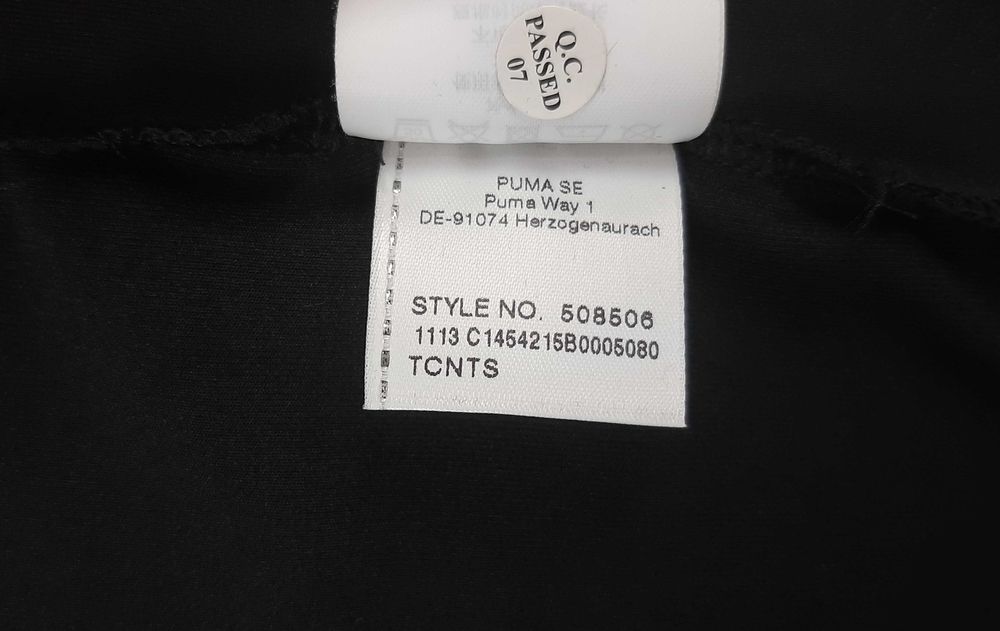 Q.C.
PASSED
07
PUMA SE
Puma Way 1
DE-91074 Herzogenaurach
STYLE NO. 508506
1113 C1454215B0005080
TCNTS